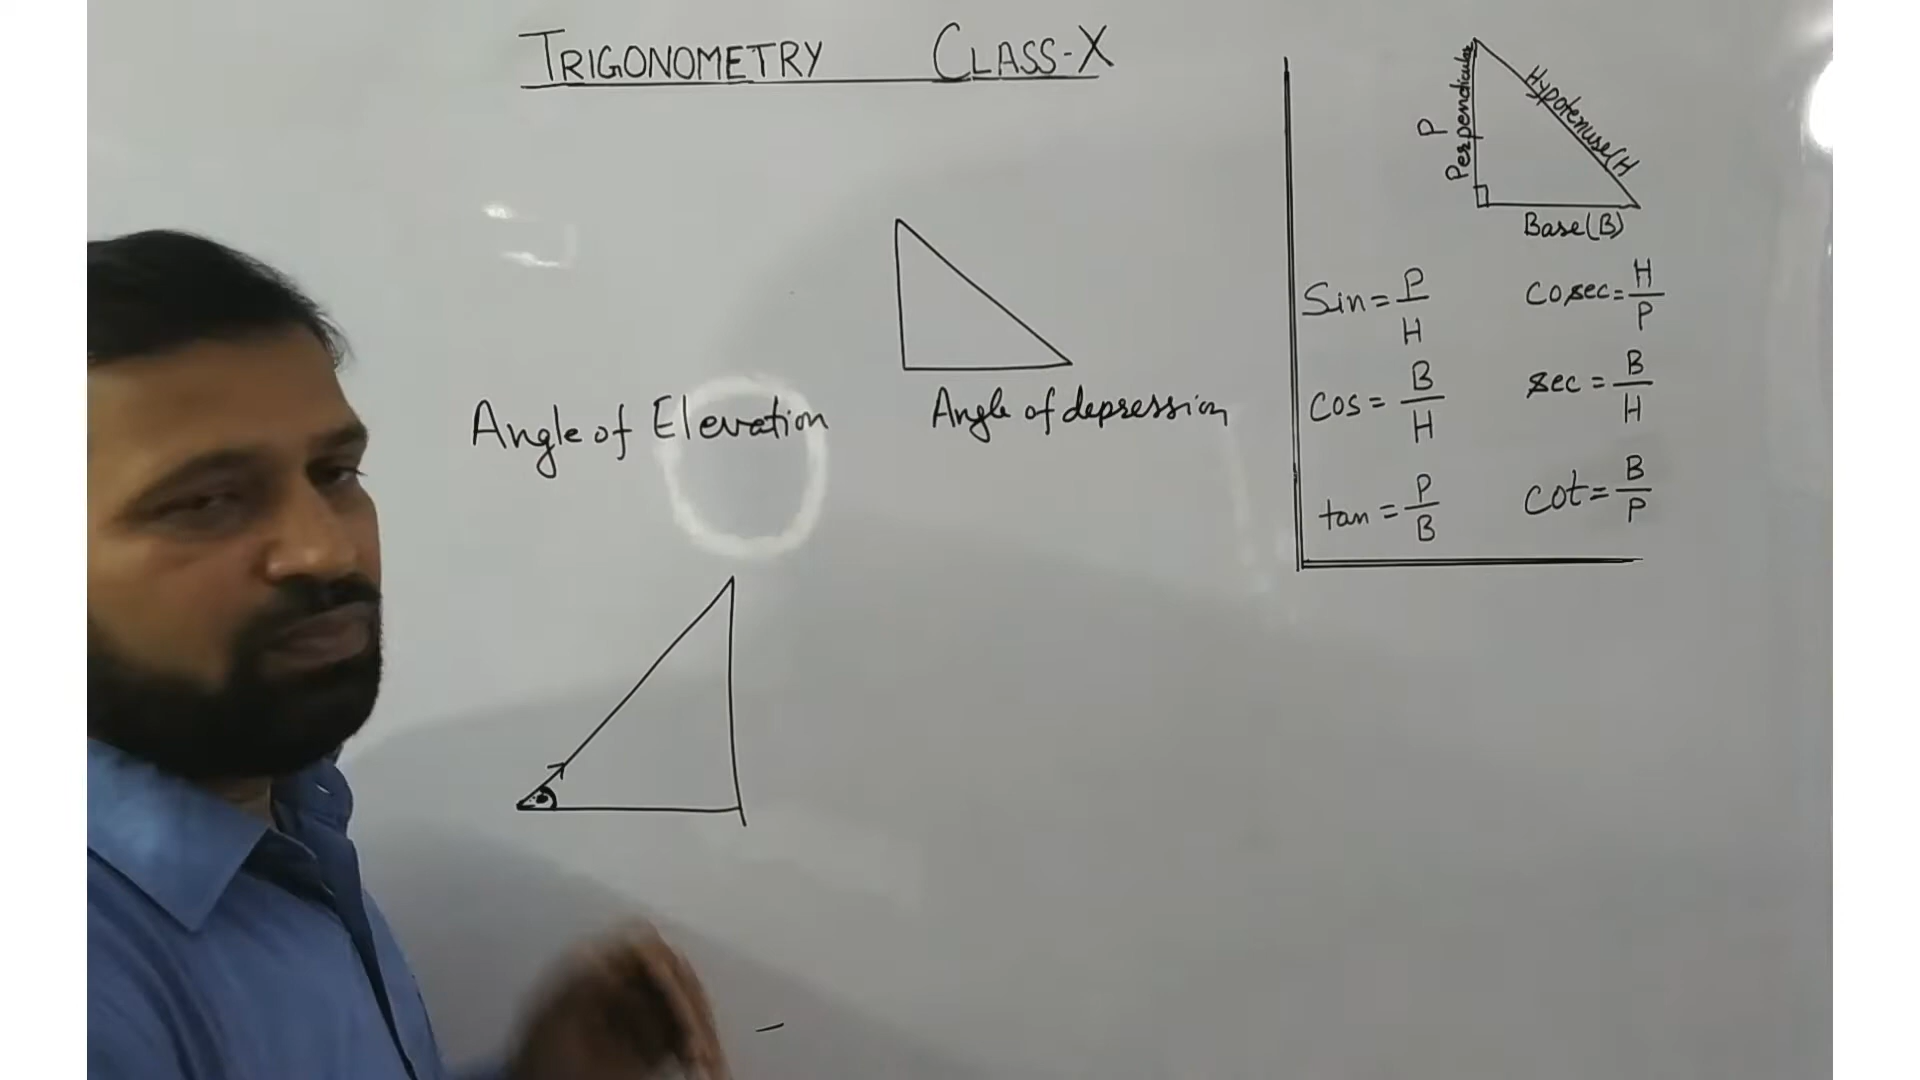 TRIGONOMETRY CLASS-X
Perpendicular P
Hypotenuse(H
Base(B)
Sin = P/H
Cosec = H/P
Cos = B/H
sec = B/H
tan = P/B
cot = B/P
Angle of Elevation
Angle of depression